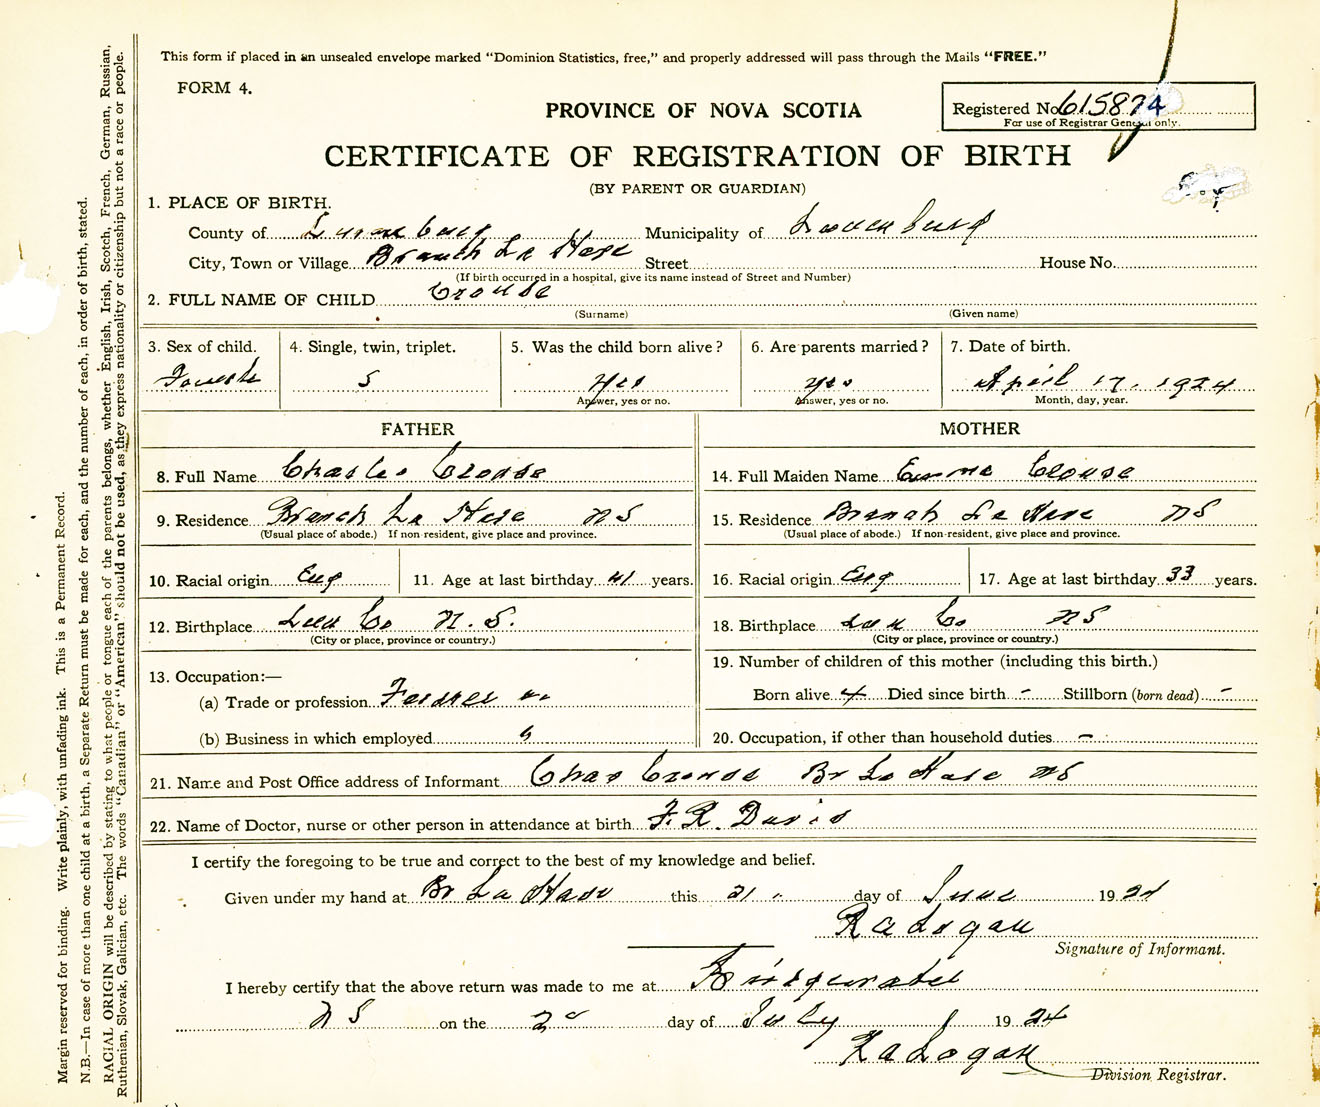 This form if placed in an unsealed envelope marked "Dominion Statistics, free," and properly addressed will pass through the Mails "FREE."
FORM 4.
PROVINCE OF NOVA SCOTIA
Registered No. 615874
For use of Registrar General only.
CERTIFICATE OF REGISTRATION OF BIRTH
(BY PARENT OR GUARDIAN)
1. PLACE OF BIRTH.
County of Lunenburg Municipality of Lunenburg
City, Town or Village Branch La Have Street House No.
(If birth occurred in a hospital, give its name instead of Street and Number)
2. FULL NAME OF CHILD Crouse
(Surname) (Given name)
3. Sex of child. 4. Single, twin, triplet. 5. Was the child born alive? 6. Are parents married? 7. Date of birth.
Female S yes yes April 17, 1924
Answer, yes or no. Answer, yes or no. Month, day, year.
FATHER MOTHER
8. Full Name Charles Crouse 14. Full Maiden Name Emma Crouse
9. Residence Branch La Have NS 15. Residence Branch La Have NS
(Usual place of abode.) If non-resident, give place and province. (Usual place of abode.) If non-resident, give place and province.
10. Racial origin Eng 11. Age at last birthday 41 years. 16. Racial origin Eng 17. Age at last birthday 33 years.
12. Birthplace Lun Co N.S. 18. Birthplace Lun Co NS
(City or place, province or country.) (City or place, province or country.)
19. Number of children of this mother (including this birth.)
13. Occupation:—
(a) Trade or profession Farmer Born alive 4 Died since birth - Stillborn (born dead) -
(b) Business in which employed 20. Occupation, if other than household duties -
21. Name and Post Office address of Informant Chas Crouse Br La Have NS
22. Name of Doctor, nurse or other person in attendance at birth F. R. Davis
I certify the foregoing to be true and correct to the best of my knowledge and belief.
Given under my hand at Br La Have this 21 day of June 1924
R A Logan
Signature of Informant.
I hereby certify that the above return was made to me at Bridgewater
NS on the 2 day of July 1924
R A Logan
Division Registrar.
Margin reserved for binding. Write plainly, with unfading ink. This is a Permanent Record.
N.B.—In case of more than one child at a birth, a Separate Return must be made for each, and the number of each, in order of birth, stated.
RACIAL ORIGIN will be described by stating to what people or tongue each of the parents belongs, whether English, Irish, Scotch, French, German, Russian,
Ruthenian, Slovak, Galician, etc. The words "Canadian" or "American" should not be used, as they express nationality or citizenship but not a race or people.